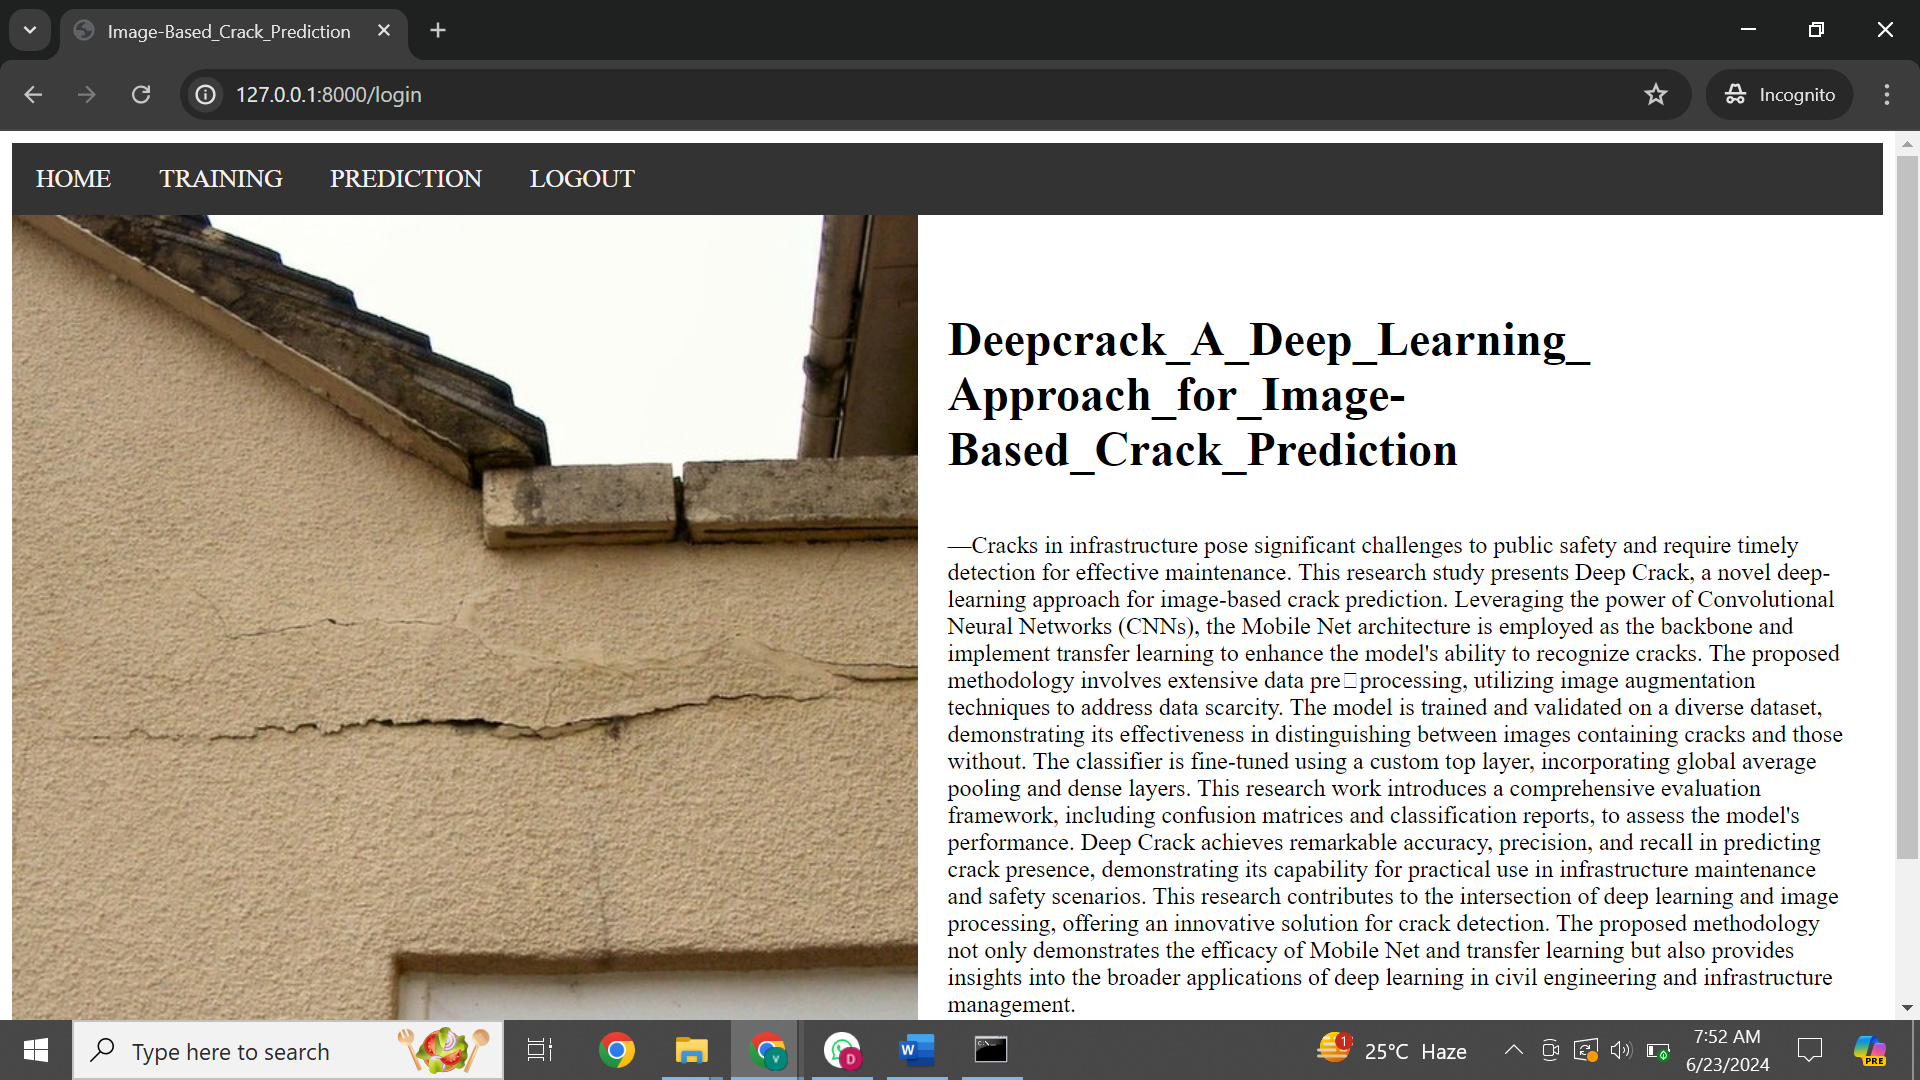 Image-Based_Crack_Prediction
127.0.0.1:8000/login
Incognito
HOME TRAINING PREDICTION LOGOUT
Deepcrack_A_Deep_Learning_
Approach_for_Image-
Based_Crack_Prediction
—Cracks in infrastructure pose significant challenges to public safety and require timely
detection for effective maintenance. This research study presents Deep Crack, a novel deep-
learning approach for image-based crack prediction. Leveraging the power of Convolutional
Neural Networks (CNNs), the Mobile Net architecture is employed as the backbone and
implement transfer learning to enhance the model's ability to recognize cracks. The proposed
methodology involves extensive data pre□processing, utilizing image augmentation
techniques to address data scarcity. The model is trained and validated on a diverse dataset,
demonstrating its effectiveness in distinguishing between images containing cracks and those
without. The classifier is fine-tuned using a custom top layer, incorporating global average
pooling and dense layers. This research work introduces a comprehensive evaluation
framework, including confusion matrices and classification reports, to assess the model's
performance. Deep Crack achieves remarkable accuracy, precision, and recall in predicting
crack presence, demonstrating its capability for practical use in infrastructure maintenance
and safety scenarios. This research contributes to the intersection of deep learning and image
processing, offering an innovative solution for crack detection. The proposed methodology
not only demonstrates the efficacy of Mobile Net and transfer learning but also provides
insights into the broader applications of deep learning in civil engineering and infrastructure
management.
Type here to search
V
D
W
1
25°C Haze
7:52 AM
6/23/2024
PRE